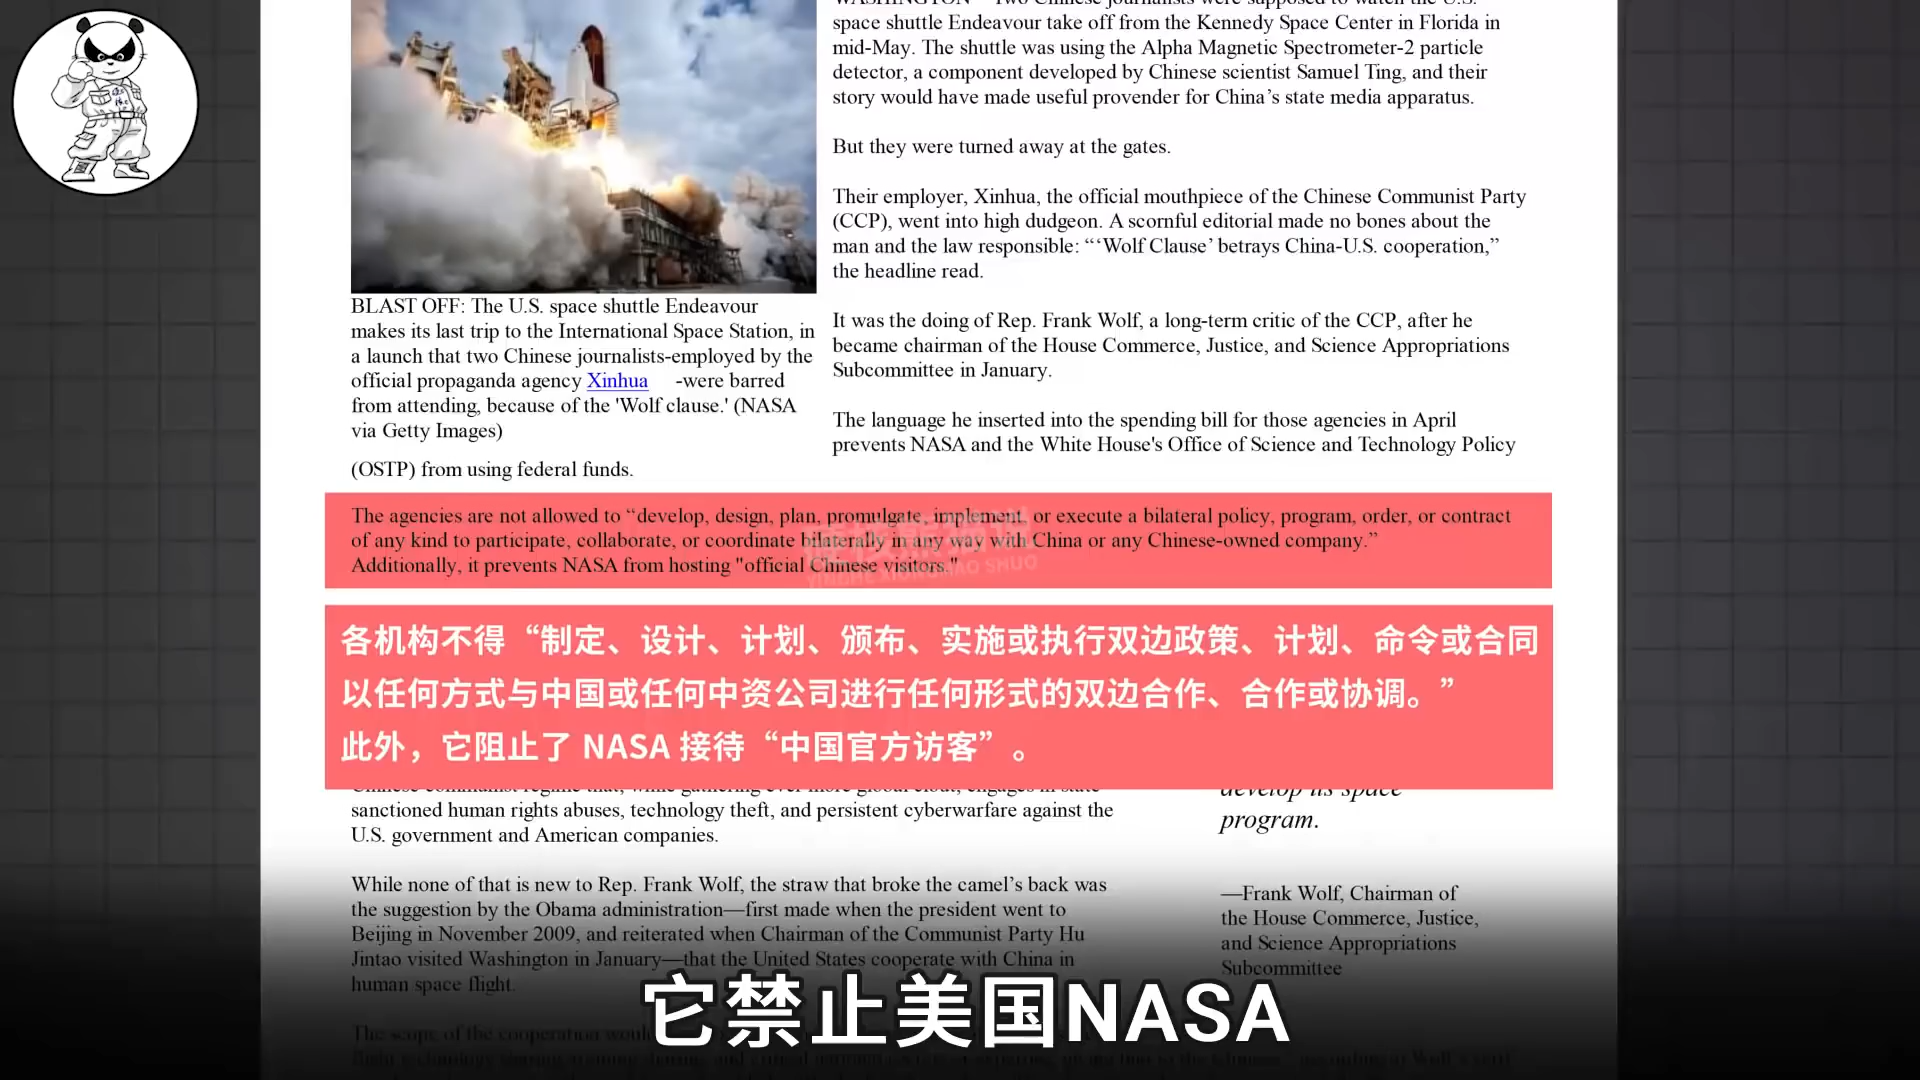 space shuttle Endeavour take off from the Kennedy Space Center in Florida in
mid-May. The shuttle was using the Alpha Magnetic Spectrometer-2 particle
detector, a component developed by Chinese scientist Samuel Ting, and their
story would have made useful provender for China’s state media apparatus.
But they were turned away at the gates.
Their employer, Xinhua, the official mouthpiece of the Chinese Communist Party
(CCP), went into high dudgeon. A scornful editorial made no bones about the
man and the law responsible: “‘Wolf Clause’ betrays China-U.S. cooperation,”
the headline read.
It was the doing of Rep. Frank Wolf, a long-term critic of the CCP, after he
became chairman of the House Commerce, Justice, and Science Appropriations
Subcommittee in January.
The language he inserted into the spending bill for those agencies in April
prevents NASA and the White House's Office of Science and Technology Policy
BLAST OFF: The U.S. space shuttle Endeavour
makes its last trip to the International Space Station, in
a launch that two Chinese journalists-employed by the
official propaganda agency Xinhua -were barred
from attending, because of the 'Wolf clause.' (NASA
via Getty Images)
(OSTP) from using federal funds.
The agencies are not allowed to “develop, design, plan, promulgate, implement, or execute a bilateral policy, program, order, or contract
of any kind to participate, collaborate, or coordinate bilaterally in any way with China or any Chinese-owned company.”
Additionally, it prevents NASA from hosting "official Chinese visitors."
YINGHE XIONGMAO SHUO
各机构不得“制定、设计、计划、颁布、实施或执行双边政策、计划、命令或合同
以任何方式与中国或任何中资公司进行任何形式的双边合作、合作或协调。”
此外，它阻止了 NASA 接待“中国官方访客”。
sanctioned human rights abuses, technology theft, and persistent cyberwarfare against the
U.S. government and American companies.
While none of that is new to Rep. Frank Wolf, the straw that broke the camel’s back was
the suggestion by the Obama administration—first made when the president went to
Beijing in November 2009, and reiterated when Chairman of the Communist Party Hu
Jintao visited Washington in January—that the United States cooperate with China in
human space flight.
develop its space
program.
—Frank Wolf, Chairman of
the House Commerce, Justice,
and Science Appropriations
Subcommittee
The scope of the cooperation
它禁止美国NASA